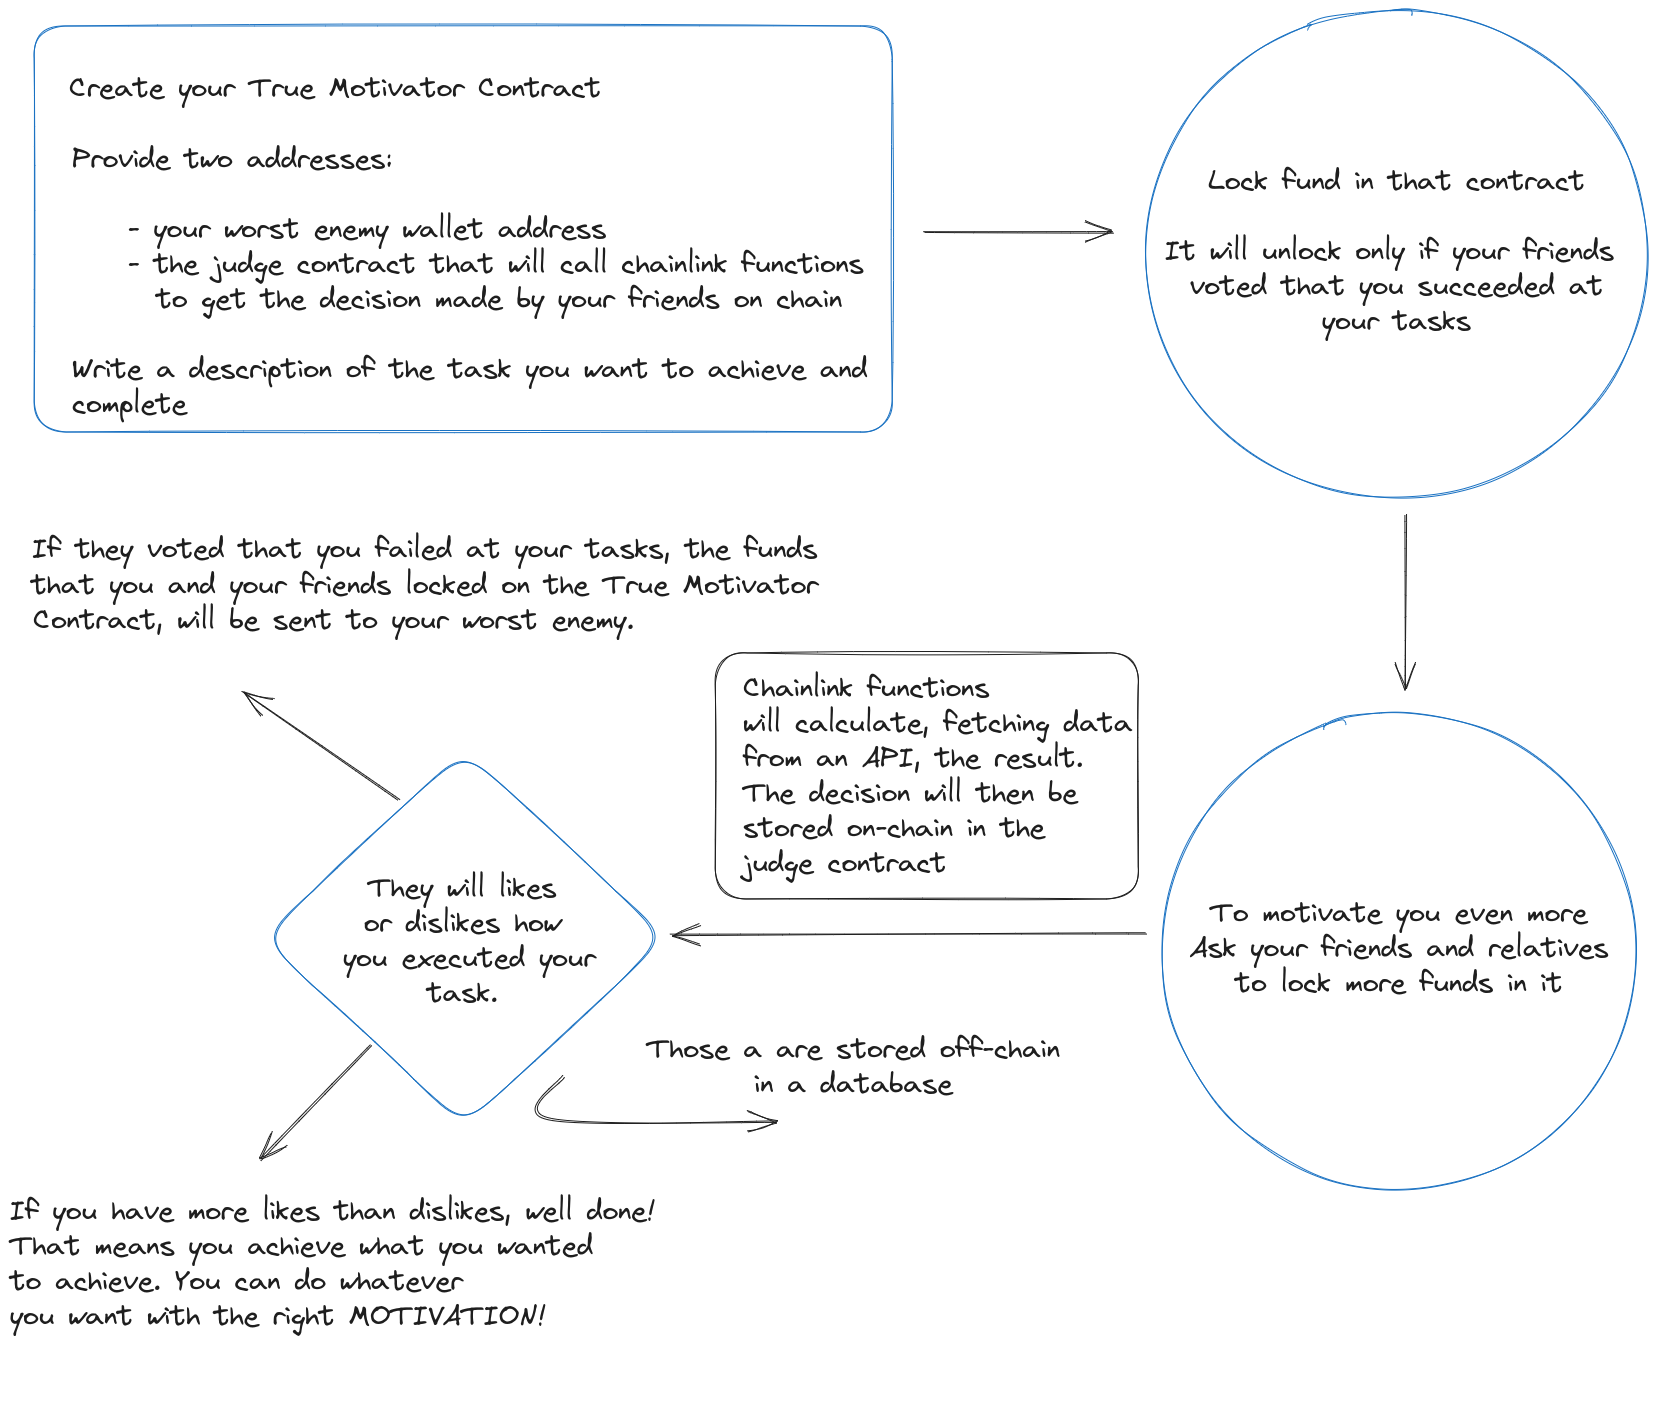 Create your True Motivator Contract
Provide two addresses:
- your worst enemy wallet address
- the judge contract that will call chainlink functions
to get the decision made by your friends on chain
Write a description of the task you want to achieve and
complete
Lock fund in that contract
It will unlock only if your friends
voted that you succeeded at
your tasks
If they voted that you failed at your tasks, the funds
that you and your friends locked on the True Motivator
Contract, will be sent to your worst enemy.
Chainlink functions
will calculate, fetching data
from an API, the result.
The decision will then be
stored on-chain in the
judge contract
To motivate you even more
Ask your friends and relatives
to lock more funds in it
They will likes
or dislikes how
you executed your
task.
Those a are stored off-chain
in a database
If you have more likes than dislikes, well done!
That means you achieve what you wanted
to achieve. You can do whatever
you want with the right MOTIVATION!